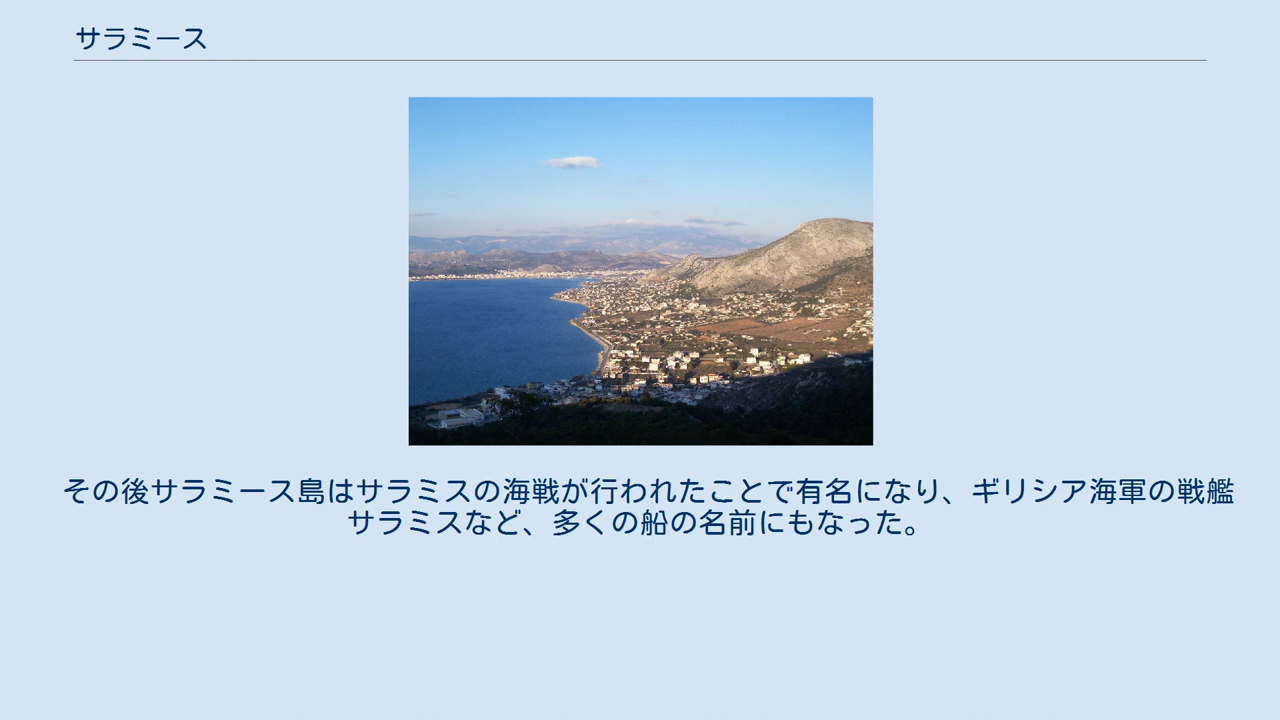 サラミース
その後サラミース島はサラミスの海戦が行われたことで有名になり、ギリシア海軍の戦艦
サラミスなど、多くの船の名前にもなった。